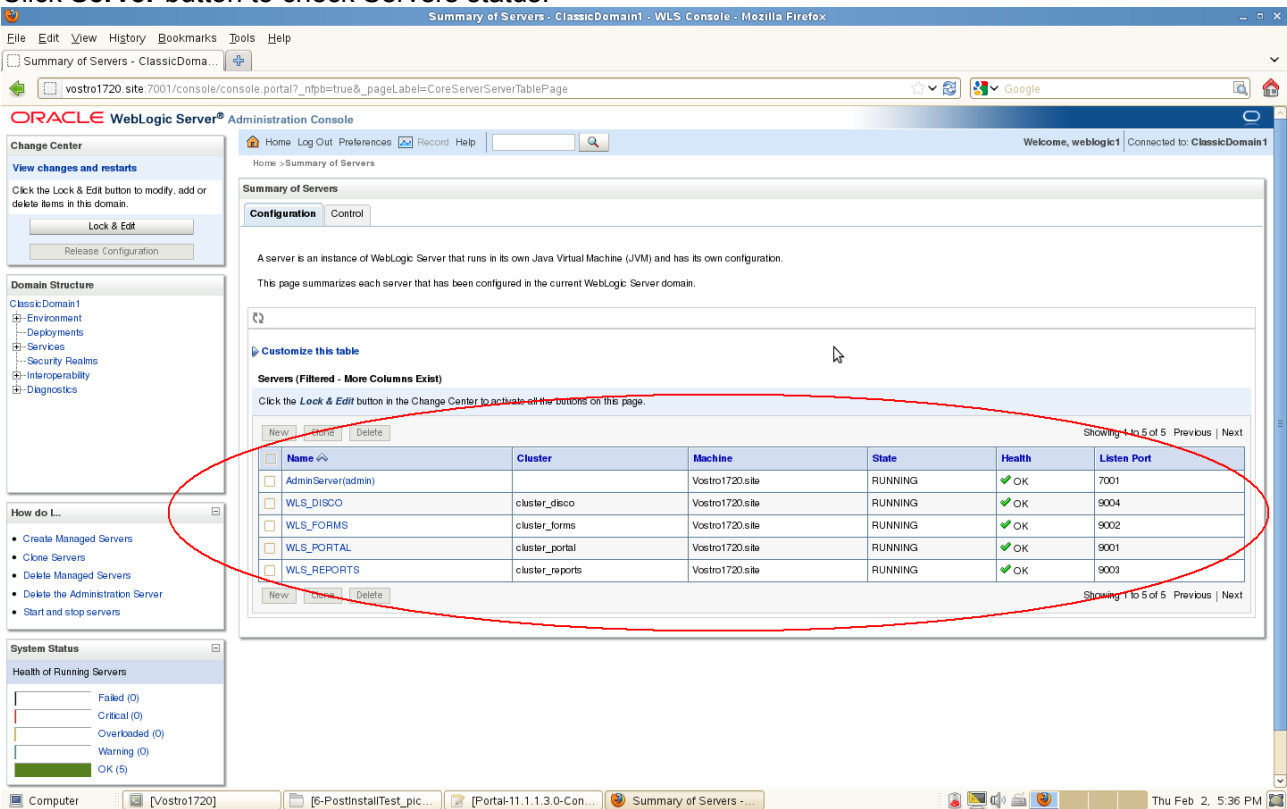 Click Server button to check Servers status.
Summary of Servers - ClassicDomain1 - WLS Console - Mozilla Firefox
File Edit View History Bookmarks Tools Help
Summary of Servers - ClassicDoma...
vostro1720.site:7001/console/console.portal?_nfpb=true&_pageLabel=CoreServerServerTablePage
Google
ORACLE WebLogic Server® Administration Console
Change Center
View changes and restarts
Click the Lock & Edit button to modify, add or
delete items in this domain.
Lock & Edit
Release Configuration
Domain Structure
ClassicDomain1
Environment
Deployments
Services
Security Realms
Interoperability
Diagnostics
How do I...
Create Managed Servers
Clone Servers
Delete Managed Servers
Delete the Administration Server
Start and stop servers
System Status
Health of Running Servers
Failed (0)
Critical (0)
Overloaded (0)
Warning (0)
OK (5)
Home Log Out Preferences Record Help
Welcome, weblogic1 Connected to: ClassicDomain1
Home >Summary of Servers
Summary of Servers
Configuration Control
A server is an instance of WebLogic Server that runs in its own Java Virtual Machine (JVM) and has its own configuration.
This page summarizes each server that has been configured in the current WebLogic Server domain.
Customize this table
Servers (Filtered - More Columns Exist)
Click the Lock & Edit button in the Change Center to activate all the buttons on this page.
New Clone Delete Showing 1 to 5 of 5 Previous | Next
Name Cluster Machine State Health Listen Port
AdminServer(admin) Vostro1720.site RUNNING OK 7001
WLS_DISCO cluster_disco Vostro1720.site RUNNING OK 9004
WLS_FORMS cluster_forms Vostro1720.site RUNNING OK 9002
WLS_PORTAL cluster_portal Vostro1720.site RUNNING OK 9001
WLS_REPORTS cluster_reports Vostro1720.site RUNNING OK 9003
New Clone Delete Showing 1 to 5 of 5 Previous | Next
Computer [Vostro1720] [6-PostInstallTest_pic... [Portal-11.1.1.3.0-Con... Summary of Servers -... Thu Feb 2, 5:36 PM